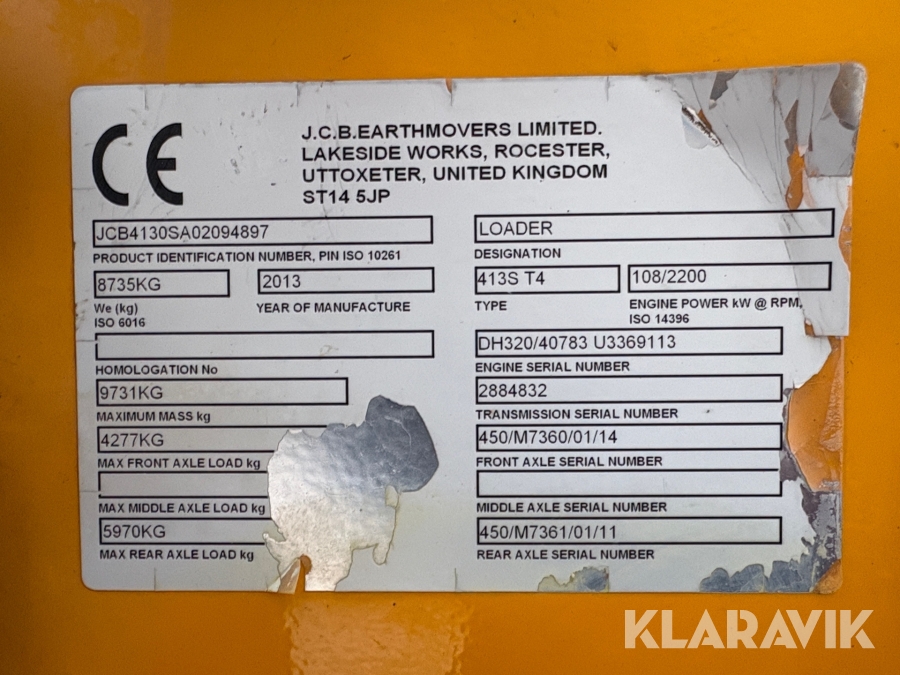 CE
J.C.B.EARTHMOVERS LIMITED.
LAKESIDE WORKS, ROCESTER,
UTTOXETER, UNITED KINGDOM
ST14 5JP
JCB4130SA02094897
PRODUCT IDENTIFICATION NUMBER, PIN ISO 10261
8735KG
We (kg)
ISO 6016
2013
YEAR OF MANUFACTURE
HOMOLOGATION No
9731KG
MAXIMUM MASS kg
4277KG
MAX FRONT AXLE LOAD kg
MAX MIDDLE AXLE LOAD kg
5970KG
MAX REAR AXLE LOAD kg
LOADER
DESIGNATION
413S T4
TYPE
108/2200
ENGINE POWER kW @ RPM,
ISO 14396
DH320/40783 U3369113
ENGINE SERIAL NUMBER
2884832
TRANSMISSION SERIAL NUMBER
450/M7360/01/14
FRONT AXLE SERIAL NUMBER
MIDDLE AXLE SERIAL NUMBER
450/M7361/01/11
REAR AXLE SERIAL NUMBER
KLARAVIK